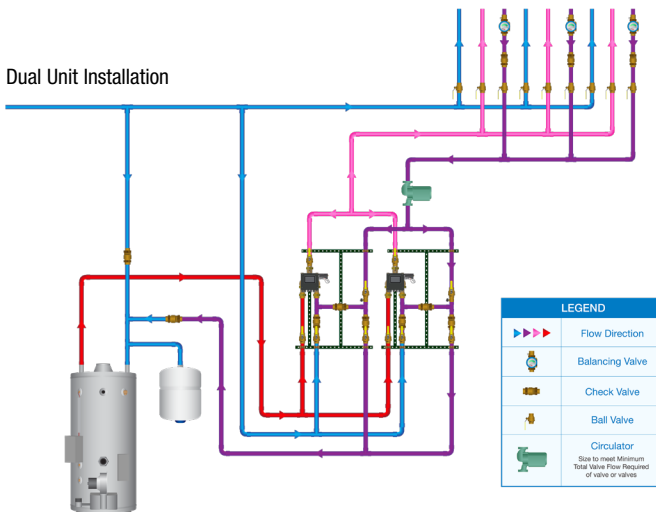 Dual Unit Installation
LEGEND
Flow Direction
Balancing Valve
Check Valve
Ball Valve
Circulator
Size to meet Minimum
Total Valve Flow Required
of valve or valves